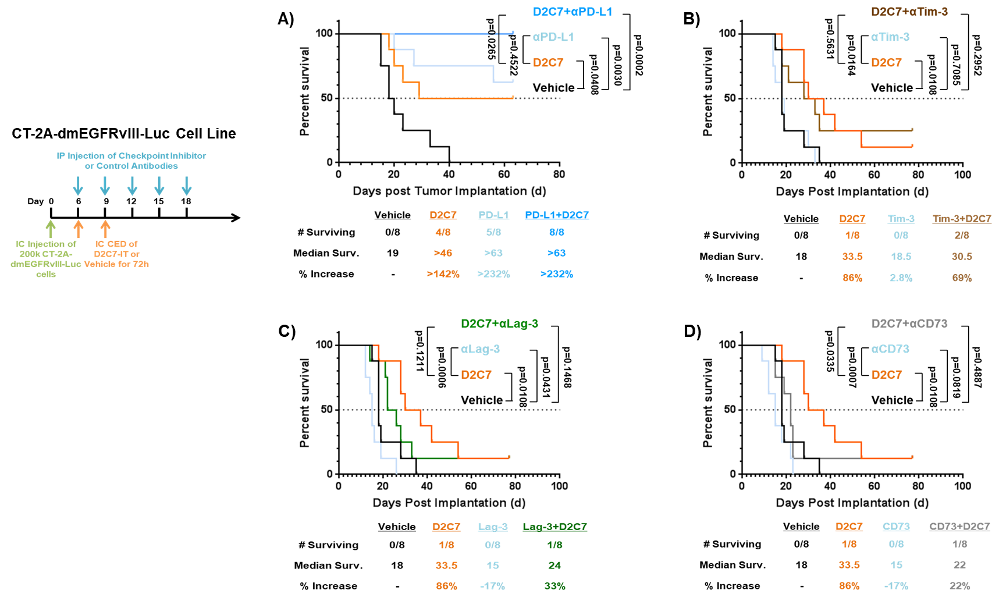 CT-2A-dmEGFRvIII-Luc Cell Line
IP Injection of Checkpoint Inhibitor
or Control Antibodies
Day 0 6 9 12 15 18
IC Injection of
200k CT-2A-
dmEGFRvIII-Luc
cells
IC CED of
D2C7-IT or
Vehicle for 72h
A)
D2C7+αPD-L1
αPD-L1
D2C7
Vehicle
p=0.0265
p=0.4522
p=0.0408
p=0.0030
p=0.0002
Percent survival
100
50
0
0 20 40 60 80
Days post Tumor Implantation (d)
Vehicle D2C7 PD-L1 PD-L1+D2C7
# Surviving 0/8 4/8 5/8 8/8
Median Surv. 19 >46 >63 >63
% Increase - >142% >232% >232%
B)
D2C7+αTim-3
αTim-3
D2C7
Vehicle
p=0.5631
p=0.0164
p=0.0108
p=0.7085
p=0.2952
Percent survival
100
50
0
0 20 40 60 80 100
Days Post Implantation (d)
Vehicle D2C7 Tim-3 Tim-3+D2C7
# Surviving 0/8 1/8 0/8 2/8
Median Surv. 18 33.5 18.5 30.5
% Increase - 86% 2.8% 69%
C)
D2C7+αLag-3
αLag-3
D2C7
Vehicle
p=0.1211
p=0.0006
p=0.0108
p=0.0431
p=0.1468
Percent survival
100
50
0
0 20 40 60 80 100
Days Post Implantation (d)
Vehicle D2C7 Lag-3 Lag-3+D2C7
# Surviving 0/8 1/8 0/8 1/8
Median Surv. 18 33.5 15 24
% Increase - 86% -17% 33%
D)
D2C7+αCD73
αCD73
D2C7
Vehicle
p=0.0335
p=0.0007
p=0.0108
p=0.0819
p=0.4887
Percent survival
100
50
0
0 20 40 60 80 100
Days Post Implantation (d)
Vehicle D2C7 CD73 CD73+D2C7
# Surviving 0/8 1/8 0/8 1/8
Median Surv. 18 33.5 15 22
% Increase - 86% -17% 22%